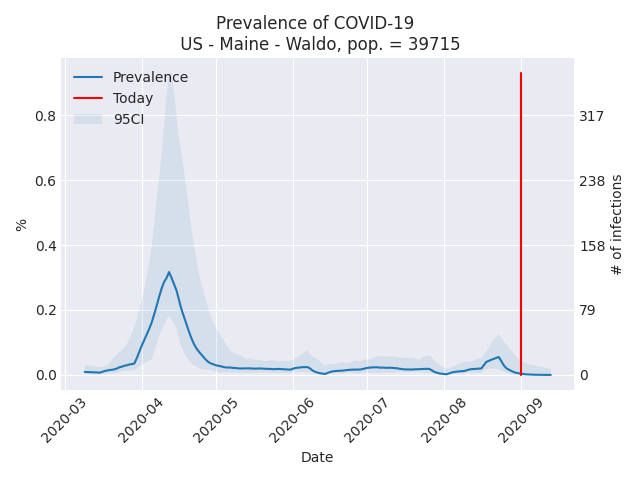 Prevalence of COVID-19
US - Maine - Waldo, pop. = 39715
Prevalence
Today
95CI
%
0.8
0.6
0.4
0.2
0.0
317
238
158
79
0
# of infections
2020-03
2020-04
2020-05
2020-06
2020-07
2020-08
2020-09
Date